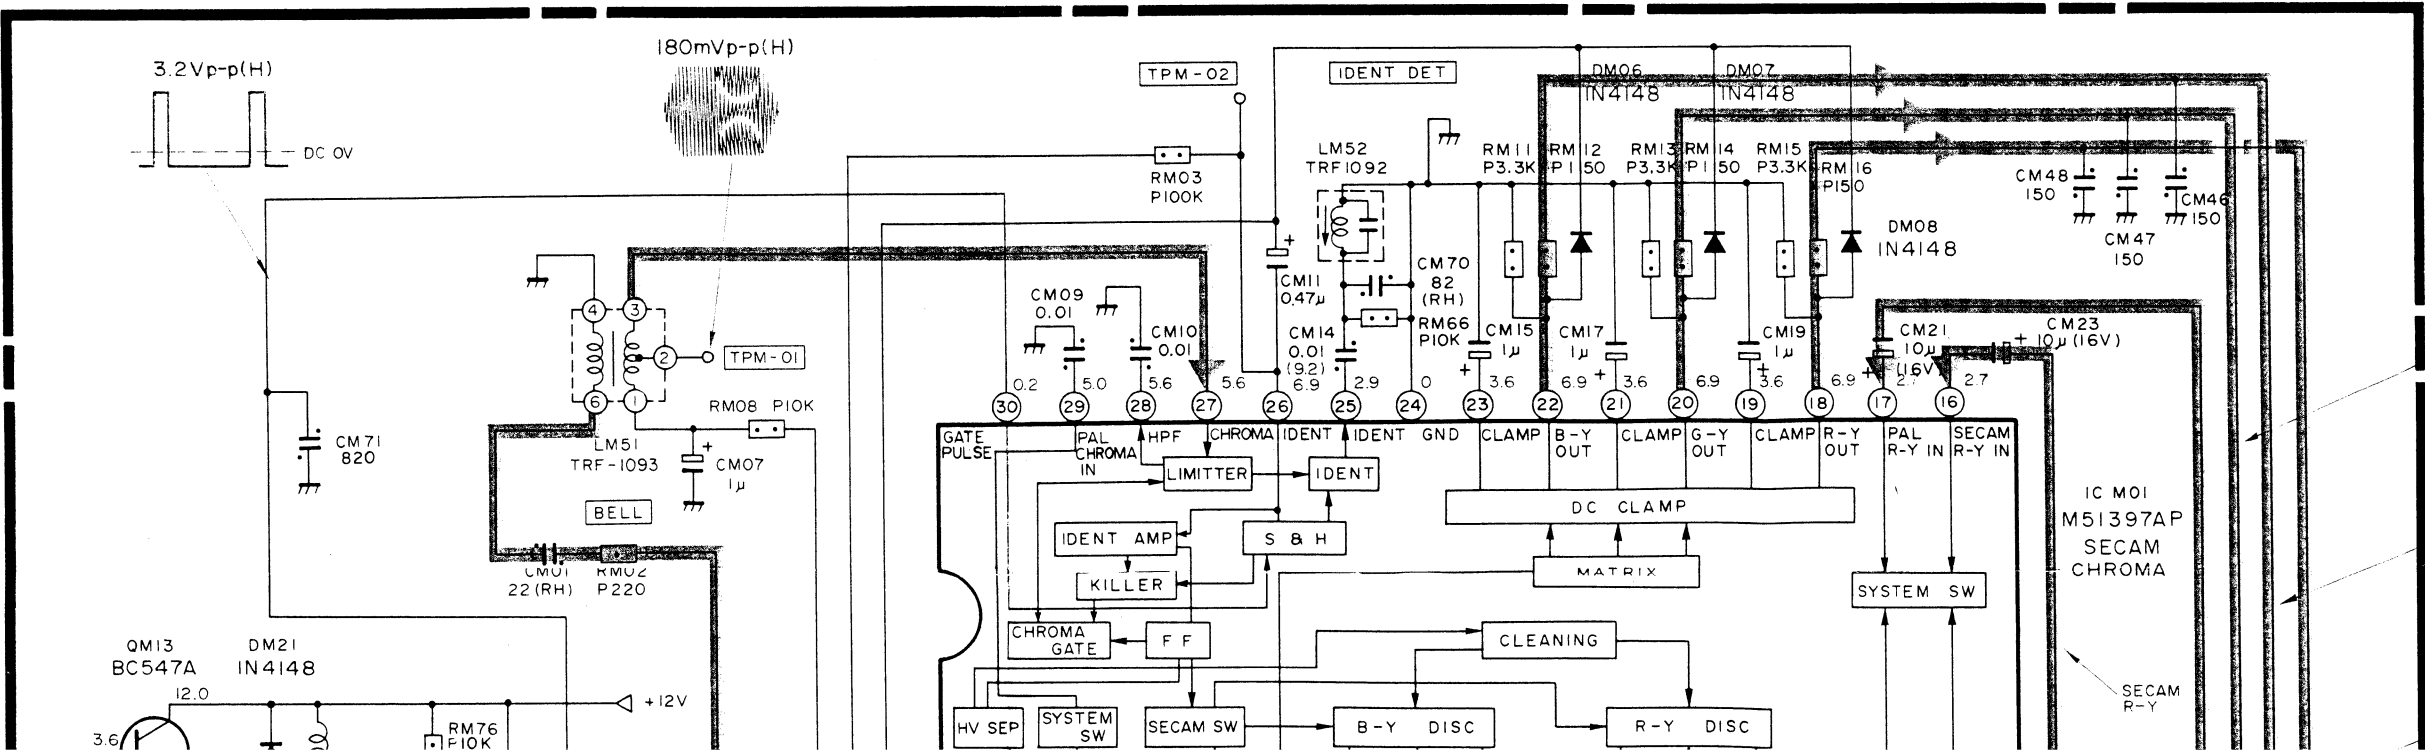 180mVp-p(H)
3.2Vp-p(H)
DC 0V
TPM-02
IDENT DET
DM06
1N4148
DM07
1N4148
RM03
P100K
LM52
TRF1092
RM11
P3.3K
RM12
P150
RM13
P3.3K
RM14
P150
RM15
P3.3K
RM16
P150
CM48
150
CM46
150
CM47
150
DM08
1N4148
CM11
0.47µ
CM70
82
(RH)
CM09
0.01
CM10
0.01
CM14
0.01
(9.2)
RM66
P10K
CM15
1µ
CM17
1µ
CM19
1µ
CM21
10µ
(16V)
CM23
10µ(16V)
4
3
2
TPM-01
6
1
RM08 P10K
LM51
TRF-1093
CM07
1µ
CM71
820
BELL
CM01
22(RH)
RM02
P220
0.2
5.0
5.6
5.6
6.9
2.9
0
3.6
6.9
3.6
6.9
3.6
6.9
2.7
2.7
30
29
28
27
26
25
24
23
22
21
20
19
18
17
16
GATE
PULSE
PAL
CHROMA
IN
HPF
CHROMA
IDENT
IDENT
GND
CLAMP
B-Y
OUT
CLAMP
G-Y
OUT
CLAMP
R-Y
OUT
PAL
R-Y IN
SECAM
R-Y IN
LIMITTER
IDENT
DC CLAMP
IDENT AMP
S & H
KILLER
MATRIX
SYSTEM SW
CHROMA
GATE
FF
CLEANING
HV SEP
SYSTEM
SW
SECAM SW
B-Y DISC
R-Y DISC
IC M01
M51397AP
SECAM
CHROMA
SECAM
R-Y
QM13
BC547A
DM21
1N4148
12.0
+12V
3.6
RM76
P10K